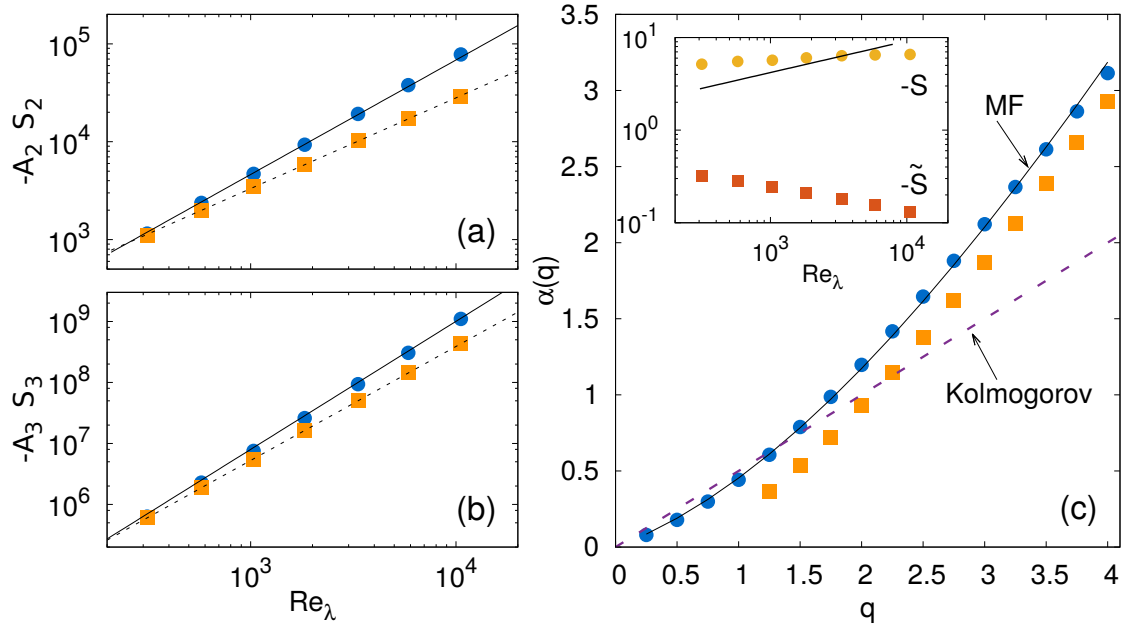 -A₂ S₂
10⁵
10⁴
10³
(a)
-A₃ S₃
10⁹
10⁸
10⁷
10⁶
(b)
10³ 10⁴
Re_λ
α(q)
3.5
3
2.5
2
1.5
1
0.5
0
0 0.5 1 1.5 2 2.5 3 3.5 4
q
(c)
MF
Kolmogorov
10¹
10⁰
10⁻¹
-S
-S̃
10³ 10⁴
Re_λ